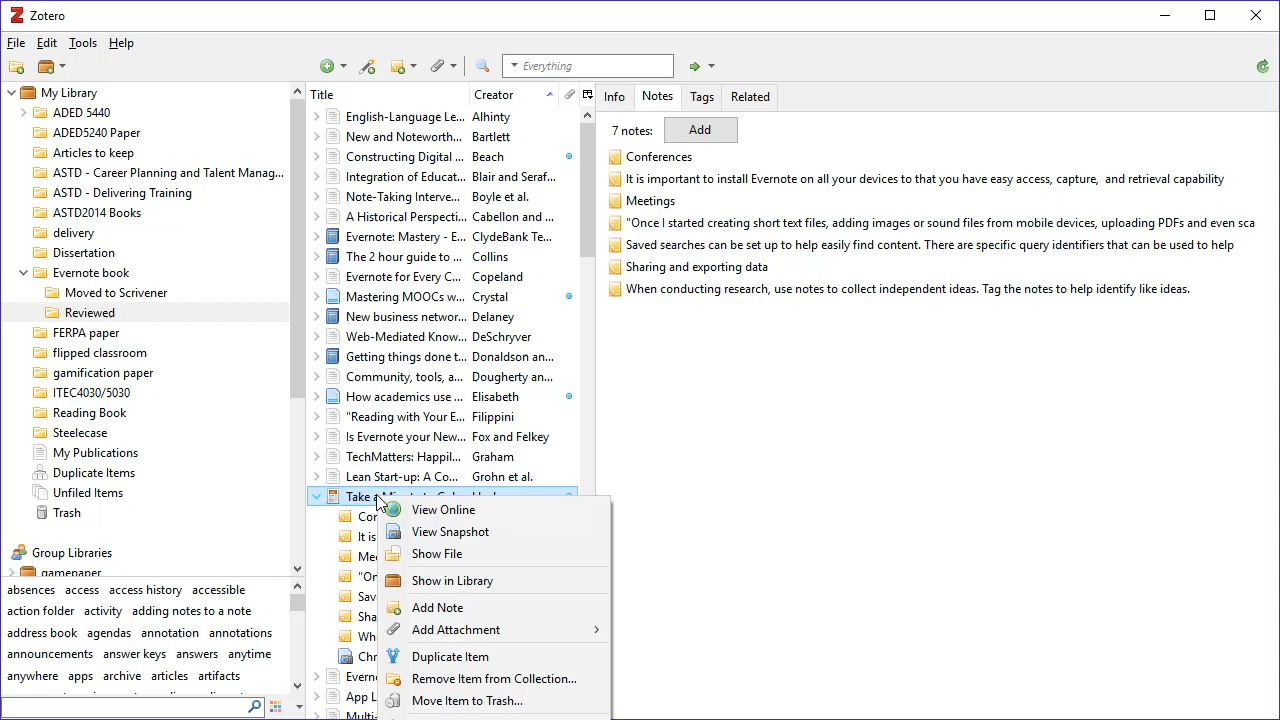 Zotero
File Edit Tools Help
Everything
My Library
ADED 5440
ADED5240 Paper
Articles to keep
ASTD - Career Planning and Talent Manag...
ASTD - Delivering Training
ASTD2014 Books
delivery
Dissertation
Evernote book
Moved to Scrivener
Reviewed
FERPA paper
flipped classroom
gamification paper
ITEC4030/5030
Reading Book
Steelecase
My Publications
Duplicate Items
Unfiled Items
Trash
Group Libraries
gamepaper
absences access access history accessible
action folder activity adding notes to a note
address book agendas annotation annotations
announcements answer keys answers anytime
anywhere apps archive articles artifacts
Title Creator
English-Language Le... Alhinty
New and Noteworth... Bartlett
Constructing Digital ... Beach
Integration of Educat... Blair and Seraf...
Note-Taking Interve... Boyle et al.
A Historical Perspecti... Cabellon and ...
Evernote: Mastery - E... ClydeBank Te...
The 2 hour guide to ... Collins
Evernote for Every C... Copeland
Mastering MOOCs w... Crystal
New business networ... Delaney
Web-Mediated Know... DeSchryver
Getting things done t... Donaldson an...
Community, tools, a... Dougherty an...
How academics use ... Elisabeth
"Reading with Your E... Filippini
Is Evernote your New... Fox and Felkey
TechMatters: Happil... Graham
Lean Start-up: A Co... Grohn et al.
Take a
Con
It is
Mee
"On
Sav
Sha
Wh
Chr
Everno
App L
Multi-
View Online
View Snapshot
Show File
Show in Library
Add Note
Add Attachment
Duplicate Item
Remove Item from Collection...
Move Item to Trash...
Info Notes Tags Related
7 notes: Add
Conferences
It is important to install Evernote on all your devices to that you have easy access, capture, and retrieval capability
Meetings
"Once I started creating short text files, adding images or sound files from mobile devices, uploading PDFs and even sca
Saved searches can be set up to help easily find content. There are specific query identifiers that can be used to help
Sharing and exporting data
When conducting research, use notes to collect independent ideas. Tag the notes to help identify like ideas.